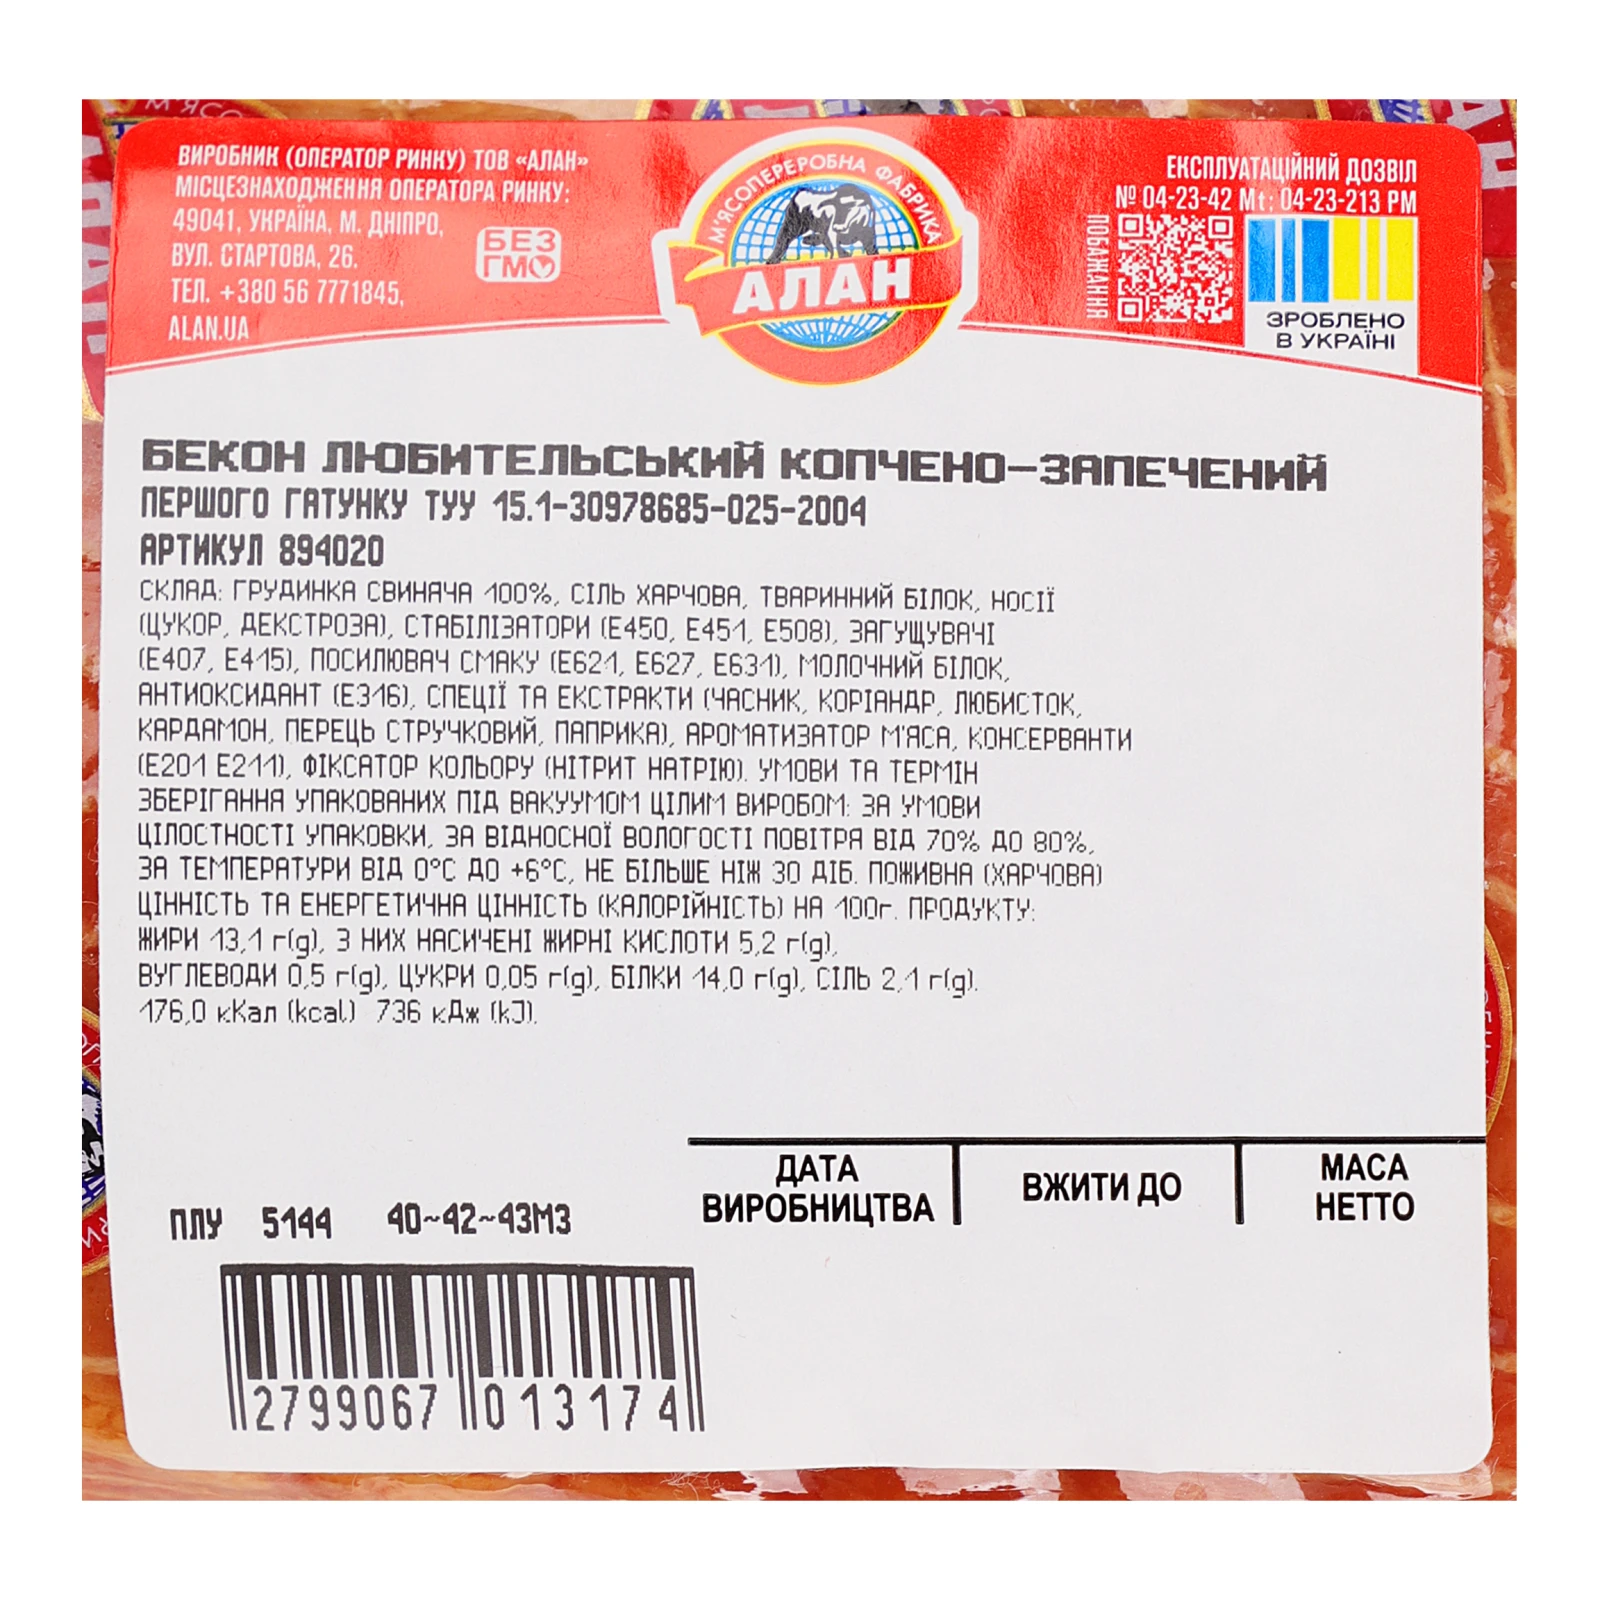 ВИРОБНИК (ОПЕРАТОР РИНКУ) ТОВ «АЛАН»
МІСЦЕЗНАХОДЖЕННЯ ОПЕРАТОРА РИНКУ:
49041, УКРАЇНА, М. ДНІПРО,
ВУЛ. СТАРТОВА, 26.
ТЕЛ. +380 56 7771845,
ALAN.UA
БЕЗ
ГМО
М'ЯСОПЕРЕРОБНА ФАБРИКА
АЛАН
ЕКСПЛУАТАЦІЙНИЙ ДОЗВІЛ
№ 04-23-42 Mt: 04-23-213 PM
ПОБАЖАННЯ
ЗРОБЛЕНО
В УКРАЇНІ
БЕКОН ЛЮБИТЕЛЬСЬКИЙ КОПЧЕНО-ЗАПЕЧЕНИЙ
ПЕРШОГО ГАТУНКУ ТУУ 15.1-30978685-025-2004
АРТИКУЛ 894020
СКЛАД: ГРУДИНКА СВИНЯЧА 100%, СІЛЬ ХАРЧОВА, ТВАРИННИЙ БІЛОК, НОСІЇ
(ЦУКОР, ДЕКСТРОЗА), СТАБІЛІЗАТОРИ (Е450, Е451, Е508), ЗАГУЩУВАЧІ
(Е407, Е415), ПОСИЛЮВАЧ СМАКУ (Е621, Е627, Е631), МОЛОЧНИЙ БІЛОК,
АНТИОКСИДАНТ (Е316), СПЕЦІЇ ТА ЕКСТРАКТИ (ЧАСНИК, КОРІАНДР, ЛЮБИСТОК,
КАРДАМОН, ПЕРЕЦЬ СТРУЧКОВИЙ, ПАПРИКА), АРОМАТИЗАТОР М'ЯСА, КОНСЕРВАНТИ
(Е201 Е211), ФІКСАТОР КОЛЬОРУ (НІТРИТ НАТРІЮ). УМОВИ ТА ТЕРМІН
ЗБЕРІГАННЯ УПАКОВАНИХ ПІД ВАКУУМОМ ЦІЛИМ ВИРОБОМ: ЗА УМОВИ
ЦІЛОСТНОСТІ УПАКОВКИ, ЗА ВІДНОСНОЇ ВОЛОГОСТІ ПОВІТРЯ ВІД 70% ДО 80%,
ЗА ТЕМПЕРАТУРИ ВІД 0°С ДО +6°С, НЕ БІЛЬШЕ НІЖ 30 ДІБ. ПОЖИВНА (ХАРЧОВА)
ЦІННІСТЬ ТА ЕНЕРГЕТИЧНА ЦІННІСТЬ (КАЛОРІЙНІСТЬ) НА 100г. ПРОДУКТУ:
ЖИРИ 13,1 г(g), З НИХ НАСИЧЕНІ ЖИРНІ КИСЛОТИ 5,2 г(g),
ВУГЛЕВОДИ 0,5 г(g), ЦУКРИ 0,05 г(g), БІЛКИ 14,0 г(g), СІЛЬ 2,1 г(g).
176,0 кКал (kcal) 736 кДж (kJ).
ДАТА ВИРОБНИЦТВА
ВЖИТИ ДО
МАСА НЕТТО
ПЛУ 5144 40~42~43МЗ
2799067 013174